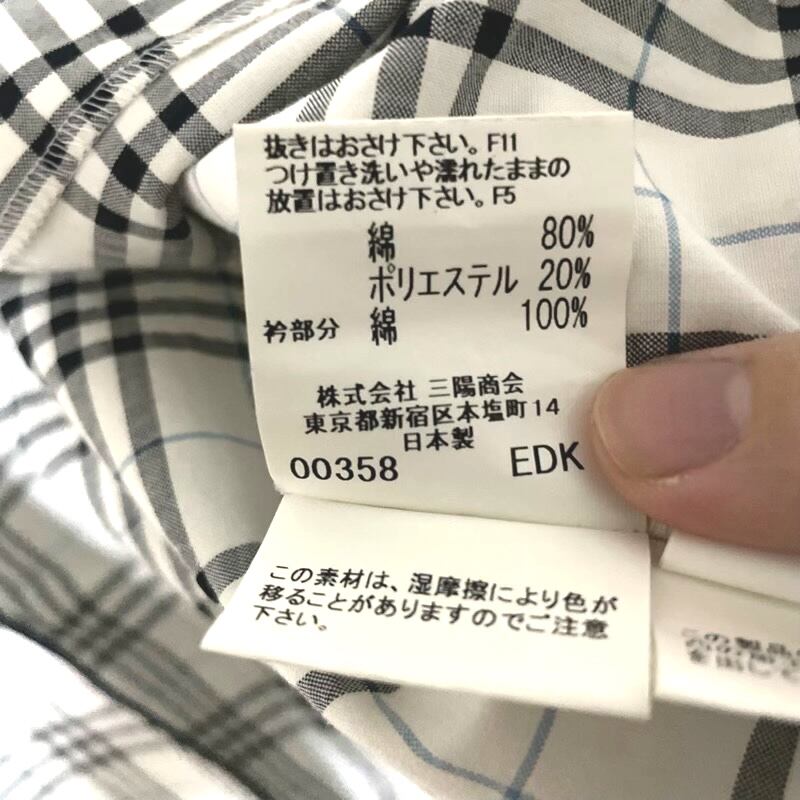 抜きはおさけ下さい。F11
つけ置き洗いや濡れたままの
放置はおさけ下さい。F5
綿 80%
ポリエステル 20%
衿部分 綿 100%
株式会社 三陽商会
東京都新宿区本塩町14
日本製
00358 EDK
この素材は、湿摩擦により色が
移ることがありますのでご注意
下さい。
この製品の